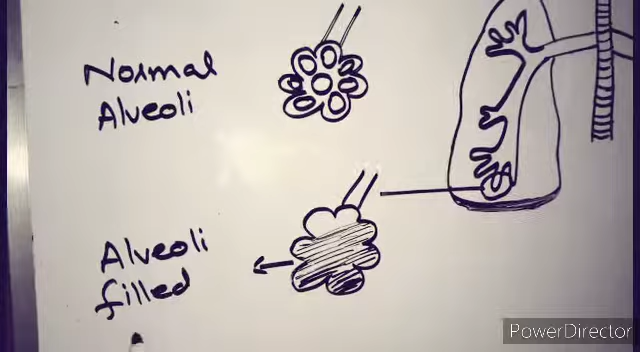 Normal
Alveoli
Alveoli
filled
PowerDirector